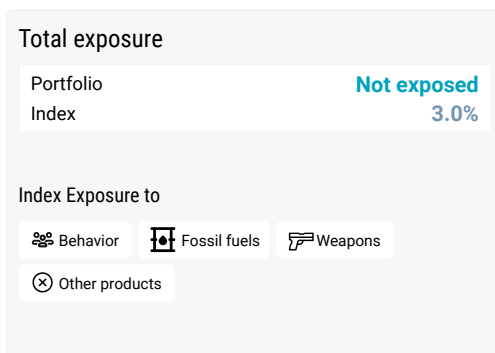 Total exposure
Portfolio Not exposed
Index 3.0%
Index Exposure to
Behavior Fossil fuels Weapons
Other products